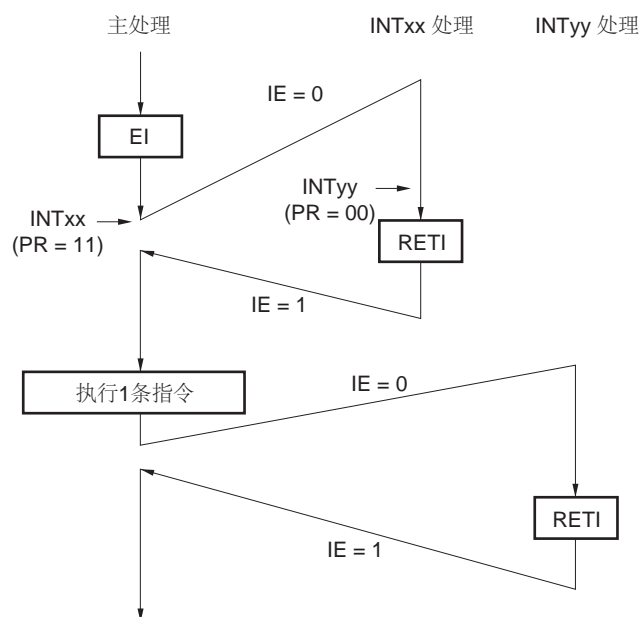 主处理
INTxx 处理
INTyy 处理
IE = 0
EI
INTyy
(PR = 00)
INTxx
(PR = 11)
RETI
IE = 1
执行1条指令
IE = 0
RETI
IE = 1